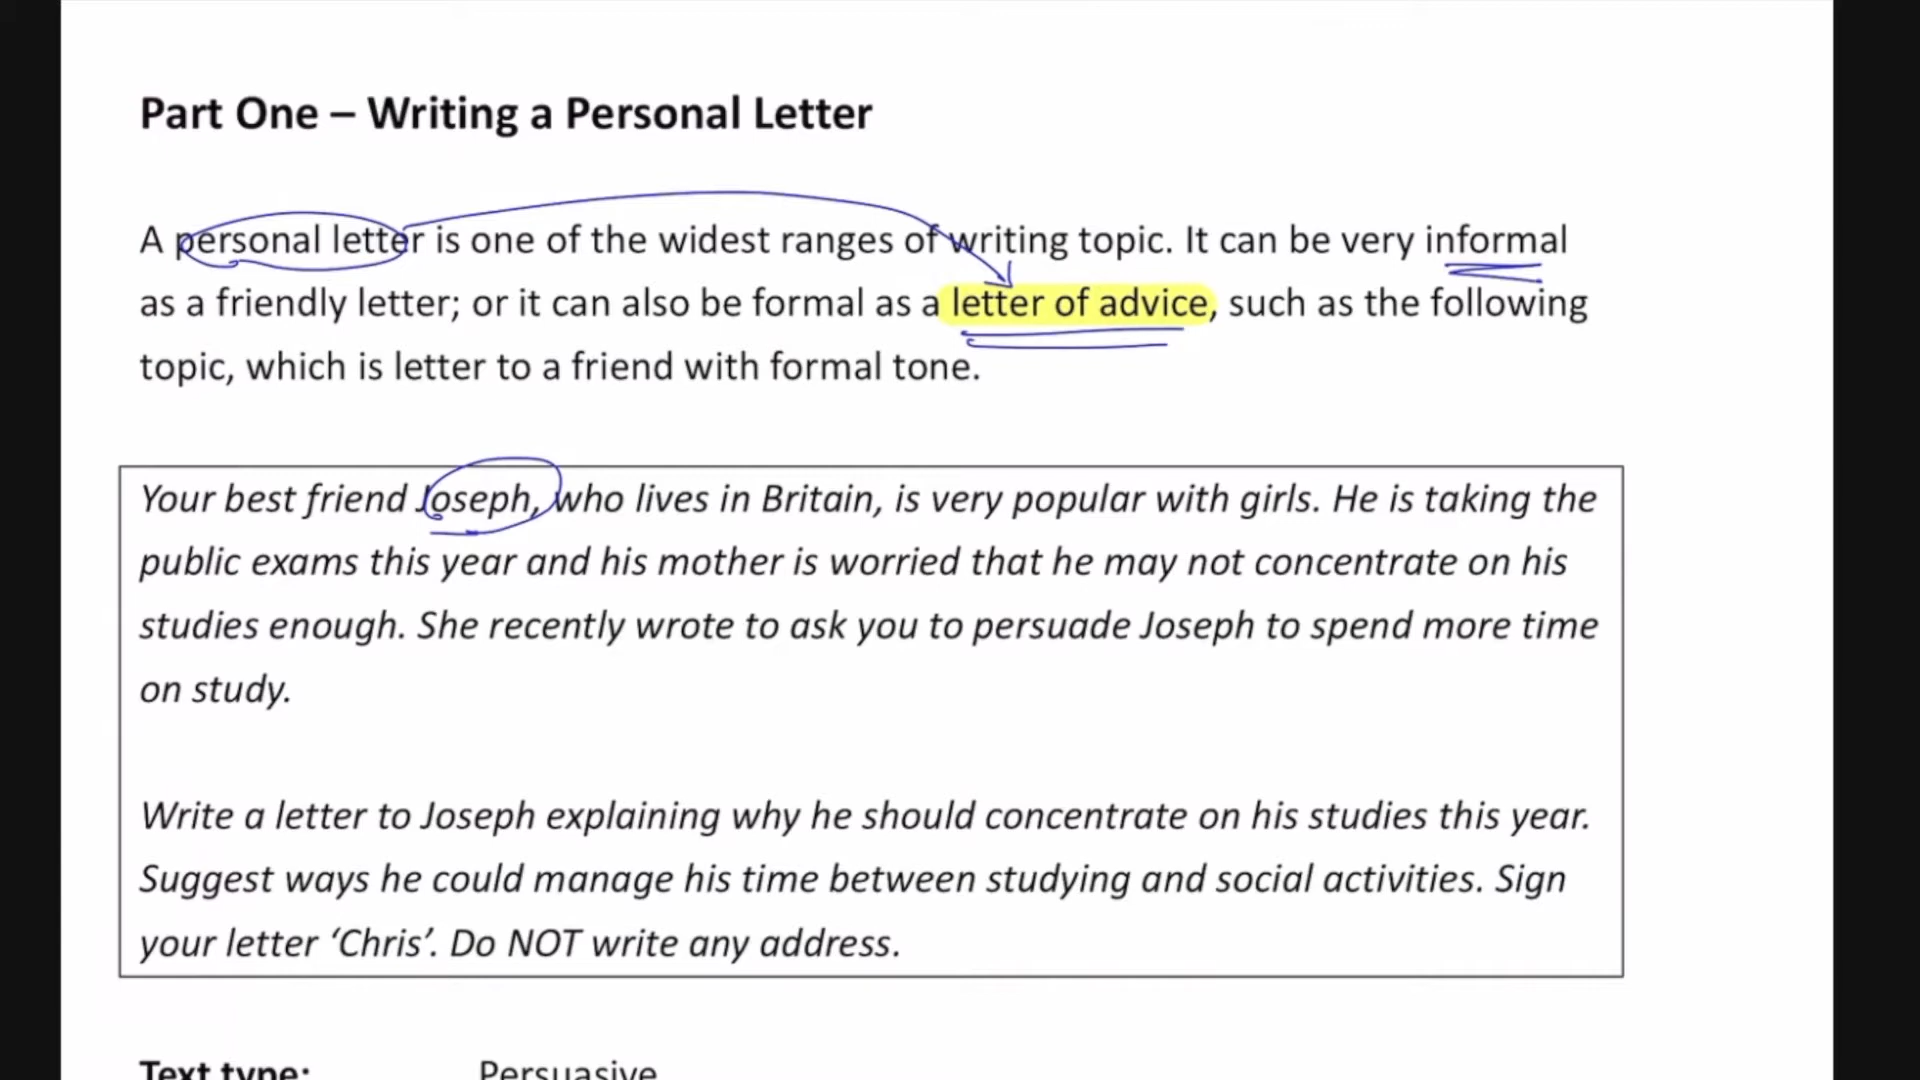 Part One – Writing a Personal Letter
A personal letter is one of the widest ranges of writing topic. It can be very informal
as a friendly letter; or it can also be formal as a letter of advice, such as the following
topic, which is letter to a friend with formal tone.
Your best friend Joseph, who lives in Britain, is very popular with girls. He is taking the
public exams this year and his mother is worried that he may not concentrate on his
studies enough. She recently wrote to ask you to persuade Joseph to spend more time
on study.
Write a letter to Joseph explaining why he should concentrate on his studies this year.
Suggest ways he could manage his time between studying and social activities. Sign
your letter ‘Chris’. Do NOT write any address.
Text type: Persuasive